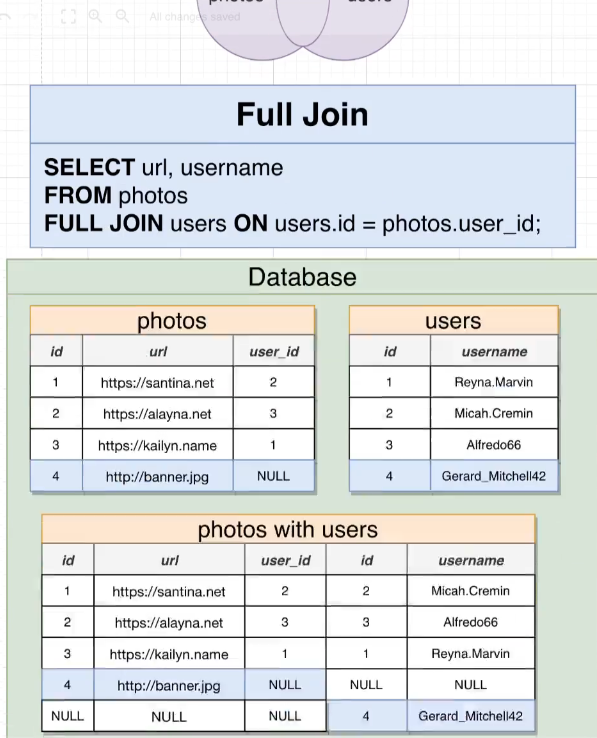 photos users
All changes saved
Full Join
SELECT url, username
FROM photos
FULL JOIN users ON users.id = photos.user_id;
Database
photos users
id url user_id id username
1 https://santina.net 2 1 Reyna.Marvin
2 https://alayna.net 3 2 Micah.Cremin
3 https://kailyn.name 1 3 Alfredo66
4 http://banner.jpg NULL 4 Gerard_Mitchell42
photos with users
id url user_id id username
1 https://santina.net 2 2 Micah.Cremin
2 https://alayna.net 3 3 Alfredo66
3 https://kailyn.name 1 1 Reyna.Marvin
4 http://banner.jpg NULL NULL NULL
NULL NULL NULL 4 Gerard_Mitchell42